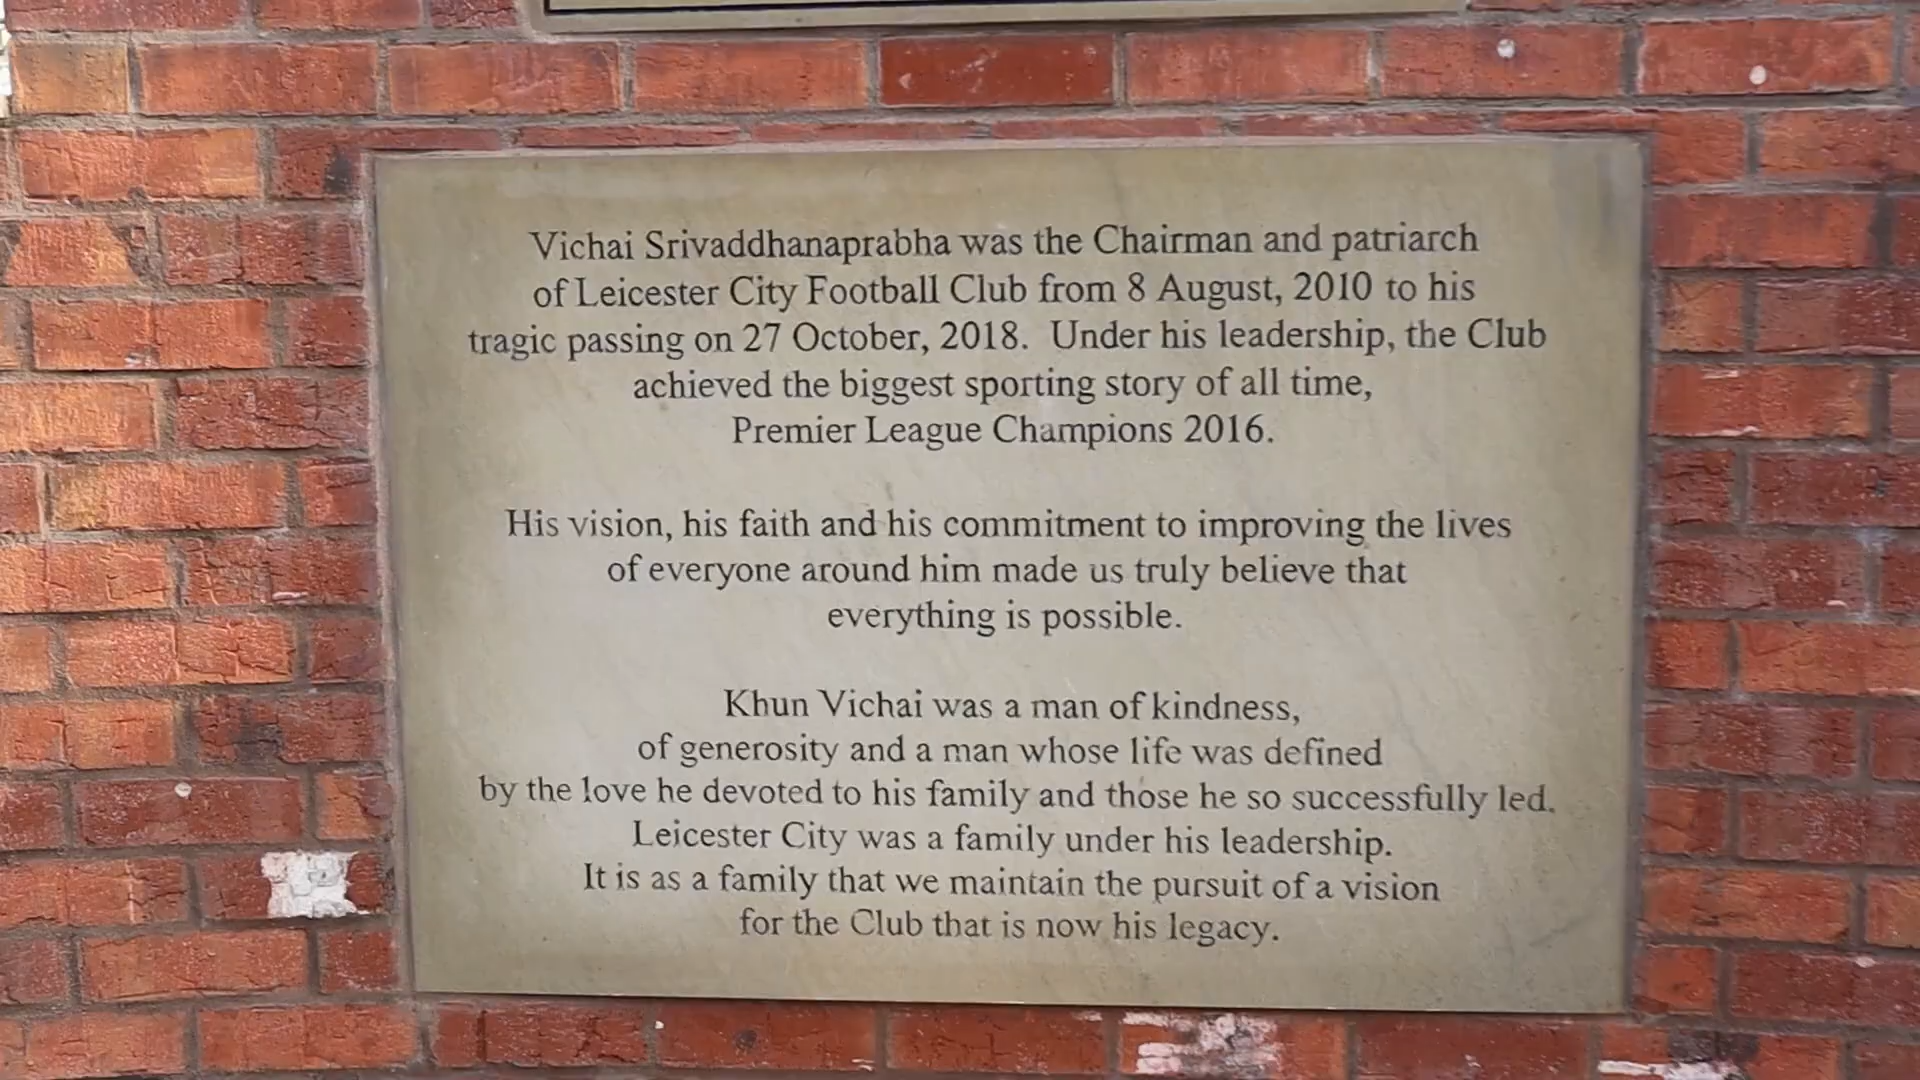 Vichai Srivaddhanaprabha was the Chairman and patriarch
of Leicester City Football Club from 8 August, 2010 to his
tragic passing on 27 October, 2018. Under his leadership, the Club
achieved the biggest sporting story of all time,
Premier League Champions 2016.
His vision, his faith and his commitment to improving the lives
of everyone around him made us truly believe that
everything is possible.
Khun Vichai was a man of kindness,
of generosity and a man whose life was defined
by the love he devoted to his family and those he so successfully led.
Leicester City was a family under his leadership.
It is as a family that we maintain the pursuit of a vision
for the Club that is now his legacy.